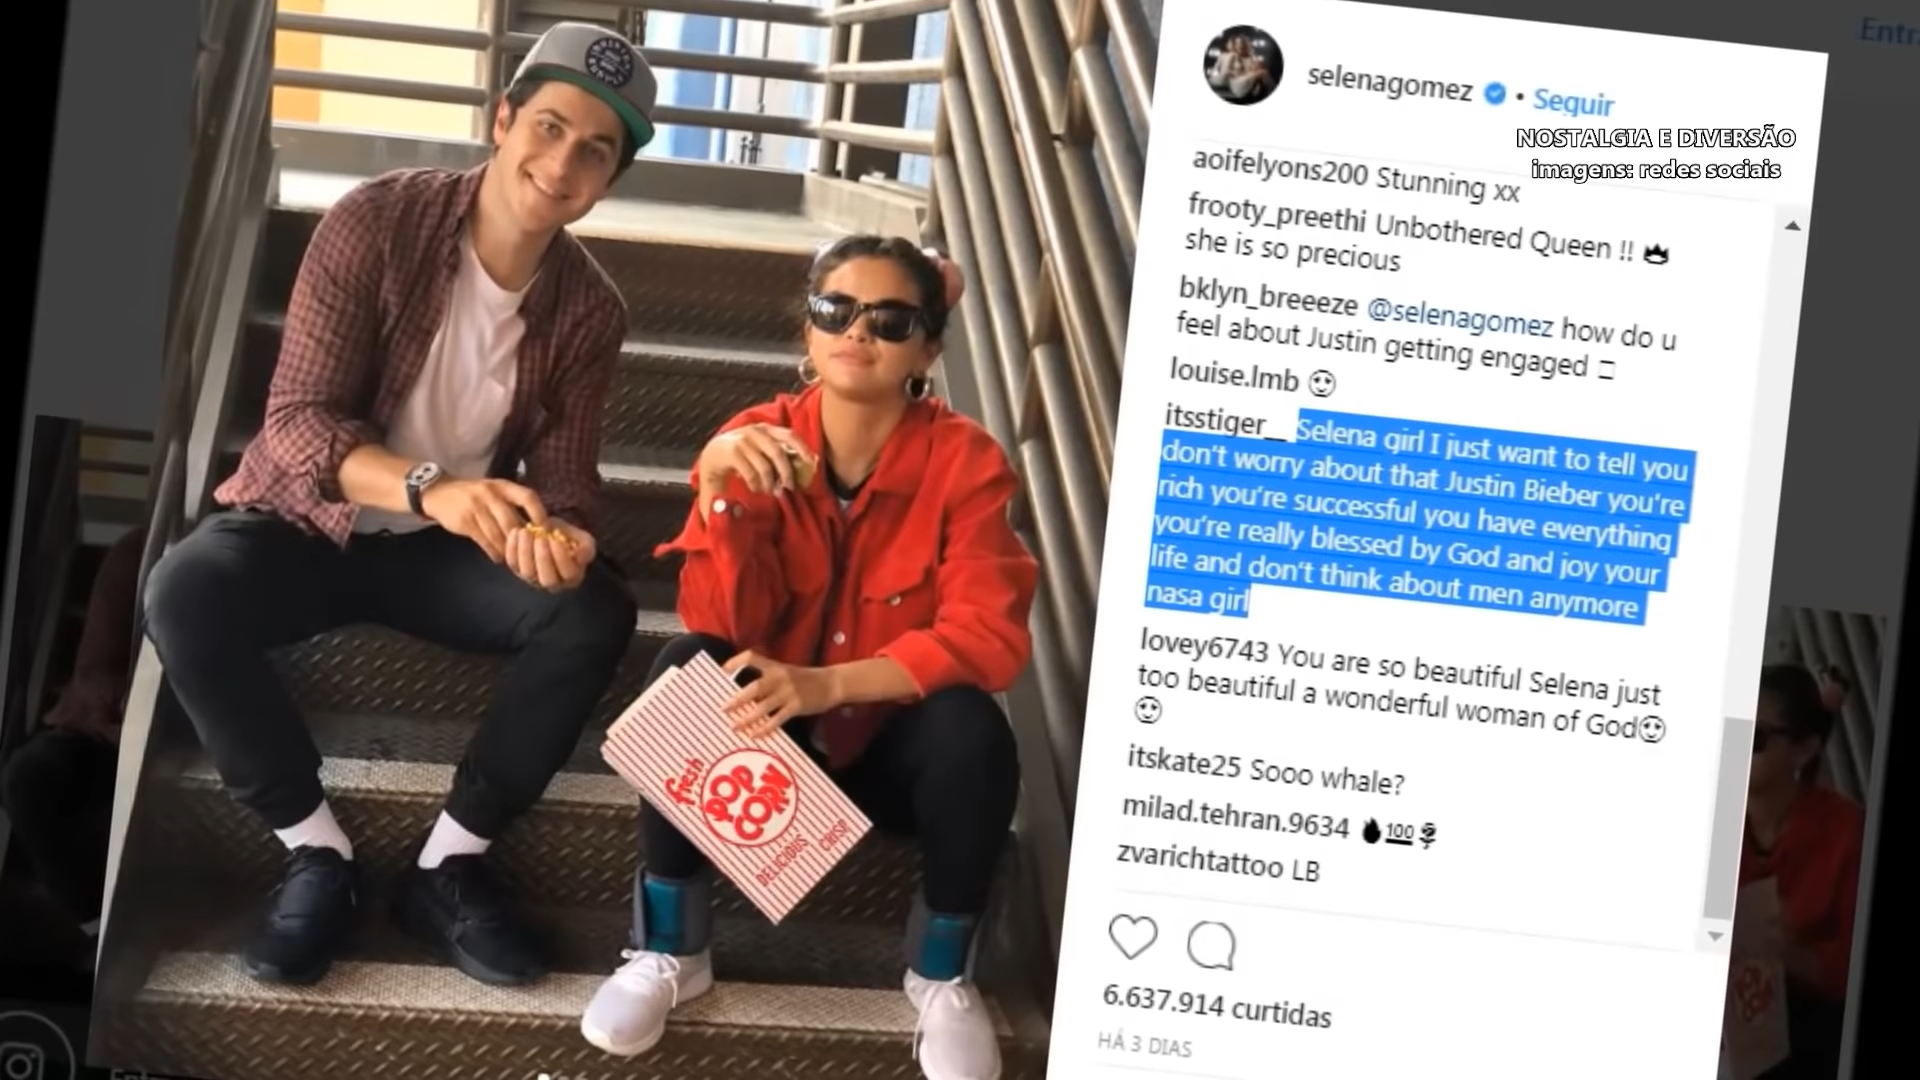 selenagomez • Seguir
NOSTALGIA E DIVERSÃO
imagens: redes sociais
aoifelyons200 Stunning xx
frooty_preethi Unbothered Queen !!
she is so precious
bklyn_breeeze @selenagomez how do u
feel about Justin getting engaged
louise.lmb
itsstiger__ Selena girl I just want to tell you
don't worry about that Justin Bieber you're
rich you're successful you have everything
you're really blessed by God and joy your
life and don't think about men anymore
nasa girl
lovey6743 You are so beautiful Selena just
too beautiful a wonderful woman of God
itskate25 Sooo whale?
milad.tehran.9634 💯
zvarichtattoo LB
6.637.914 curtidas
HÁ 3 DIAS
fresh
POP
CORN
DELICIOUS
CRISP